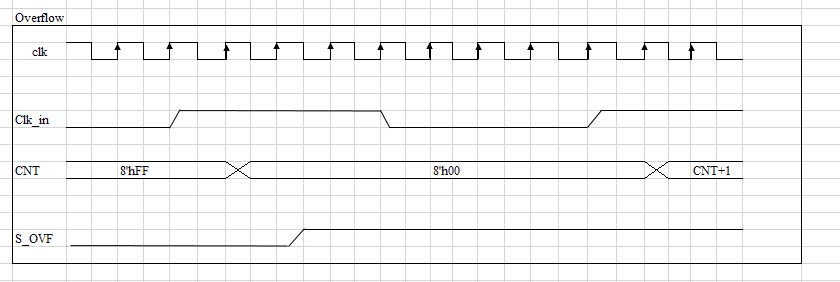 Overflow
clk
Clk_in
CNT 8'hFF 8'h00 CNT+1
S_OVF